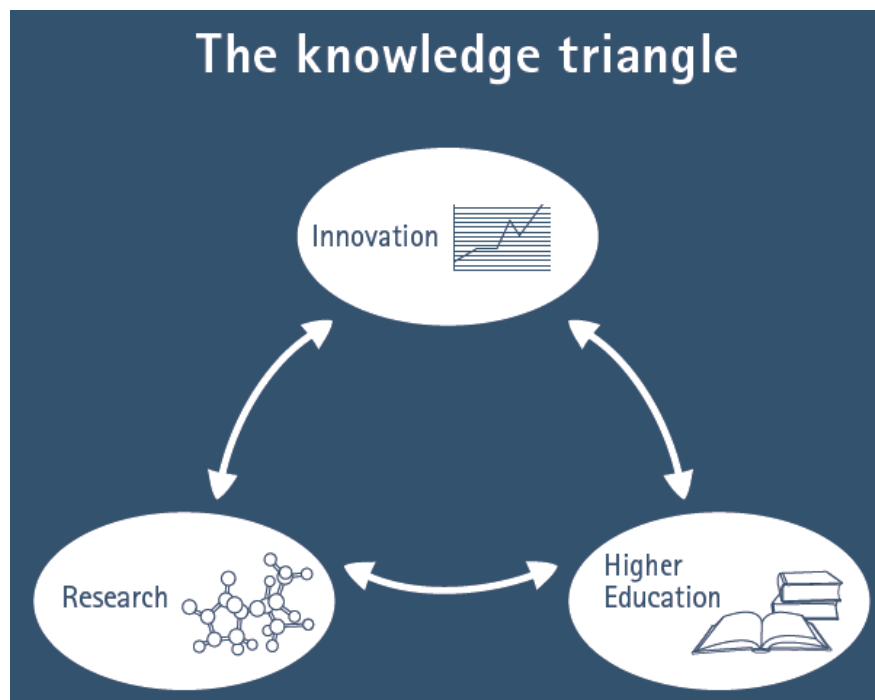 The knowledge triangle
Innovation
Research
Higher
Education